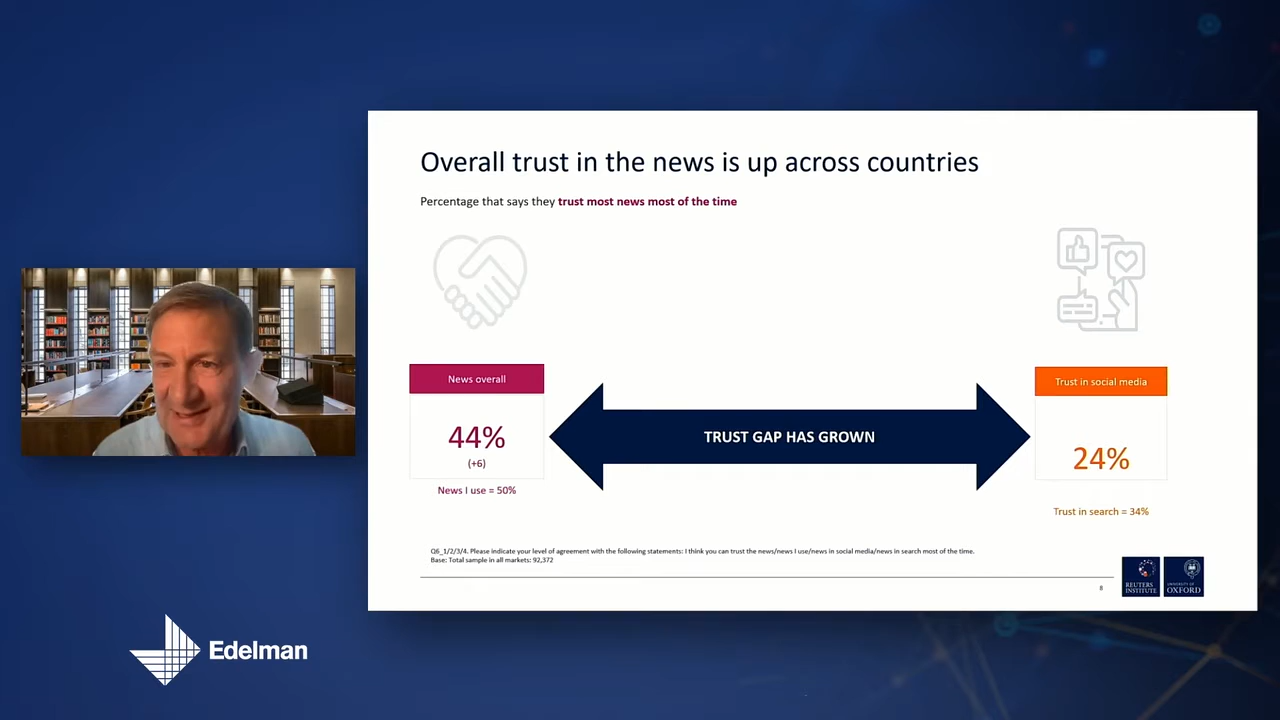 Overall trust in the news is up across countries
Percentage that says they trust most news most of the time
News overall
44%
(+6)
News I use = 50%
TRUST GAP HAS GROWN
Trust in social media
24%
Trust in search = 34%
Q6_1/2/3/4. Please indicate your level of agreement with the following statements: I think you can trust the news/news I use/news in social media/news in search most of the time.
Base: Total sample in all markets: 92,372
8
REUTERS
INSTITUTE
UNIVERSITY OF
OXFORD
Edelman